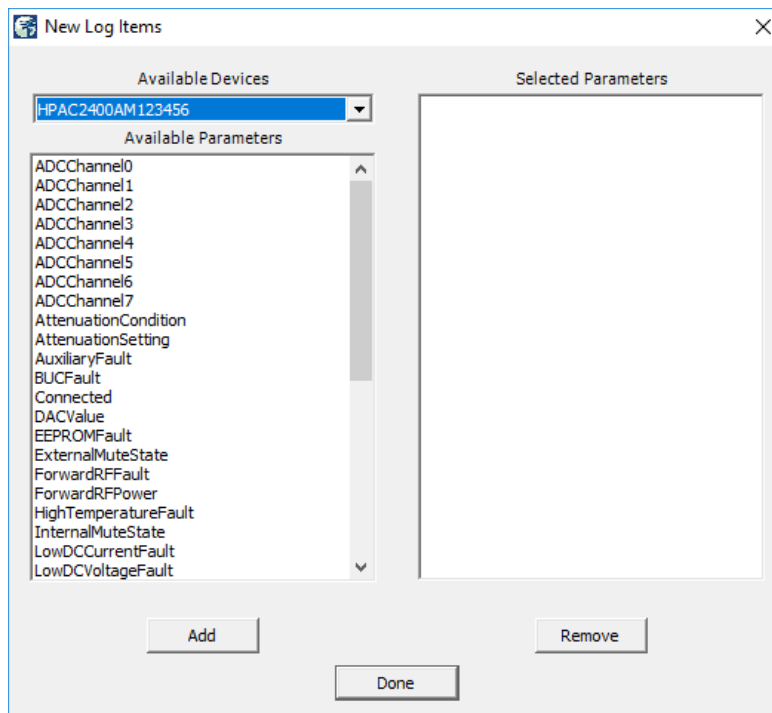 New Log Items
Available Devices
HPAC2400AM123456
Available Parameters
ADCChannel0
ADCChannel1
ADCChannel2
ADCChannel3
ADCChannel4
ADCChannel5
ADCChannel6
ADCChannel7
AttenuationCondition
AttenuationSetting
AuxiliaryFault
BUCFault
Connected
DACValue
EEPROMFault
ExternalMuteState
ForwardRFFault
ForwardRFPower
HighTemperatureFault
InternalMuteState
LowDCCurrentFault
LowDCVoltageFault
Add
Selected Parameters
Remove
Done